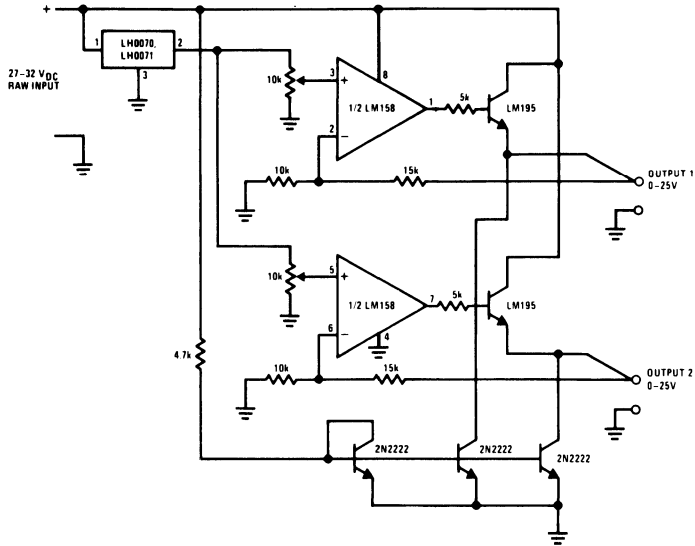 +
1
LH0070,
LH0071
2
3
27–32 VDC
RAW INPUT
10k
3
+
8
1/2 LM158
1
5k
LM195
2
−
10k
15k
OUTPUT 1
0–25V
10k
5
+
1/2 LM158
7
5k
LM195
6
−
4
4.7k
10k
15k
OUTPUT 2
0–25V
2N2222
2N2222
2N2222